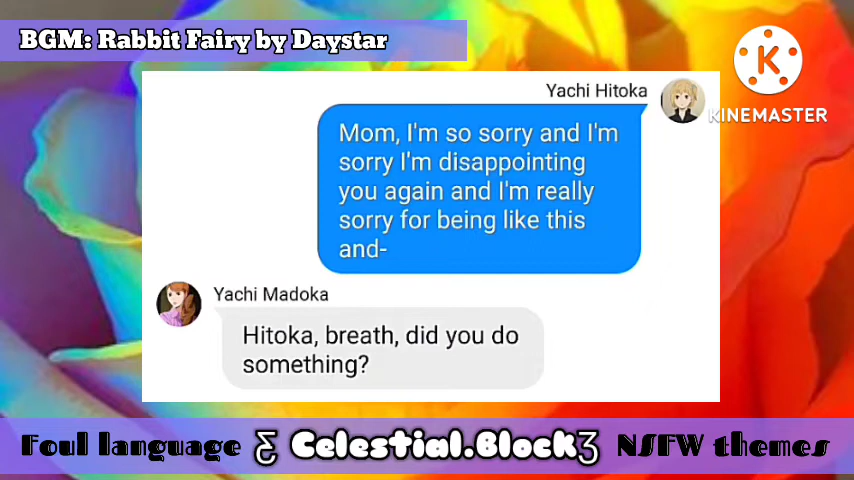 BGM: Rabbit Fairy by Daystar
KINEMASTER
Yachi Hitoka
Mom, I'm so sorry and I'm
sorry I'm disappointing
you again and I'm really
sorry for being like this
and-
Yachi Madoka
Hitoka, breath, did you do
something?
Foul language Ƹ Celestial.BlockƷ NSFW themes